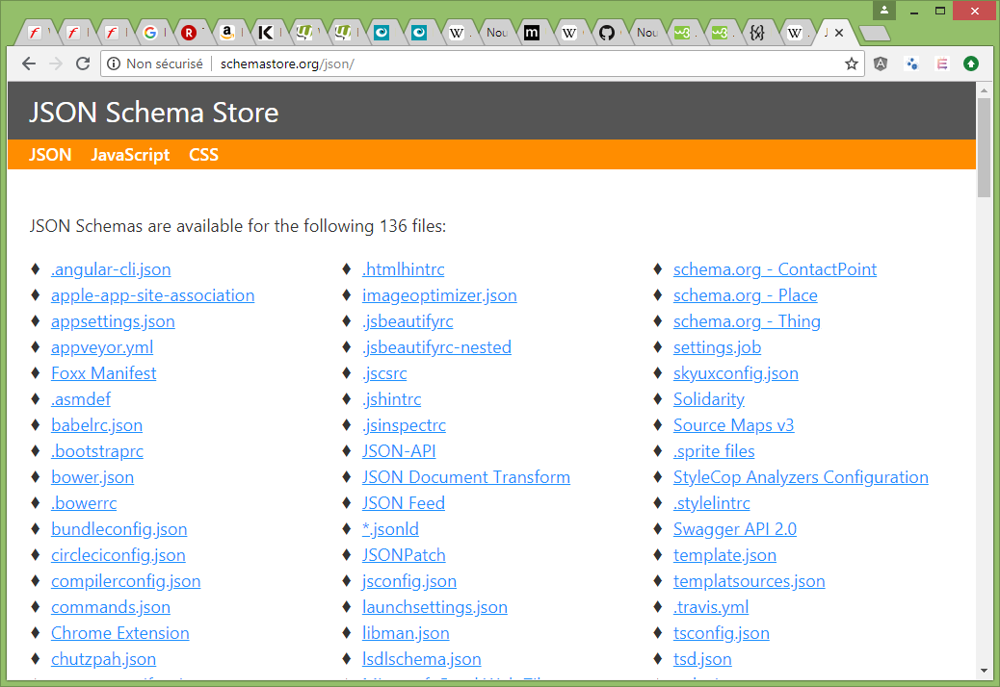 Nou
Nou
Non sécurisé schemastore.org/json/
JSON Schema Store
JSON JavaScript CSS
JSON Schemas are available for the following 136 files:
.angular-cli.json
apple-app-site-association
appsettings.json
appveyor.yml
Foxx Manifest
.asmdef
babelrc.json
.bootstraprc
bower.json
.bowerrc
bundleconfig.json
circleciconfig.json
compilerconfig.json
commands.json
Chrome Extension
chutzpah.json
.htmlhintrc
imageoptimizer.json
.jsbeautifyrc
.jsbeautifyrc-nested
.jscsrc
.jshintrc
.jsinspectrc
JSON-API
JSON Document Transform
JSON Feed
*.jsonld
JSONPatch
jsconfig.json
launchsettings.json
libman.json
lsdlschema.json
schema.org - ContactPoint
schema.org - Place
schema.org - Thing
settings.job
skyuxconfig.json
Solidarity
Source Maps v3
.sprite files
StyleCop Analyzers Configuration
.stylelintrc
Swagger API 2.0
template.json
templatsources.json
.travis.yml
tsconfig.json
tsd.json